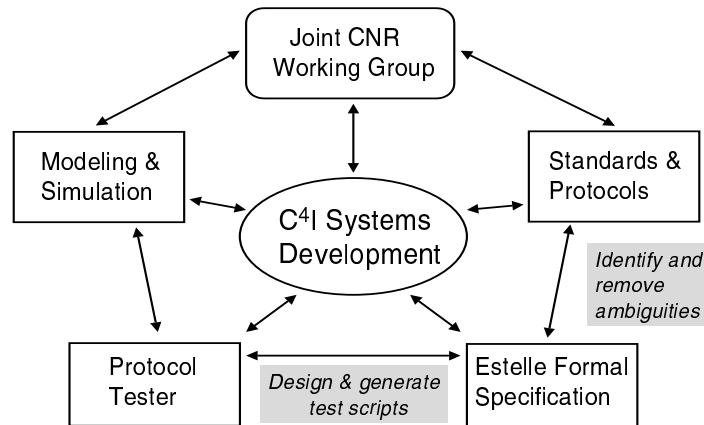 Joint CNR
Working Group
Modeling &
Simulation
Standards &
Protocols
C⁴I Systems
Development
Identify and
remove
ambiguities
Protocol
Tester
Design & generate
test scripts
Estelle Formal
Specification